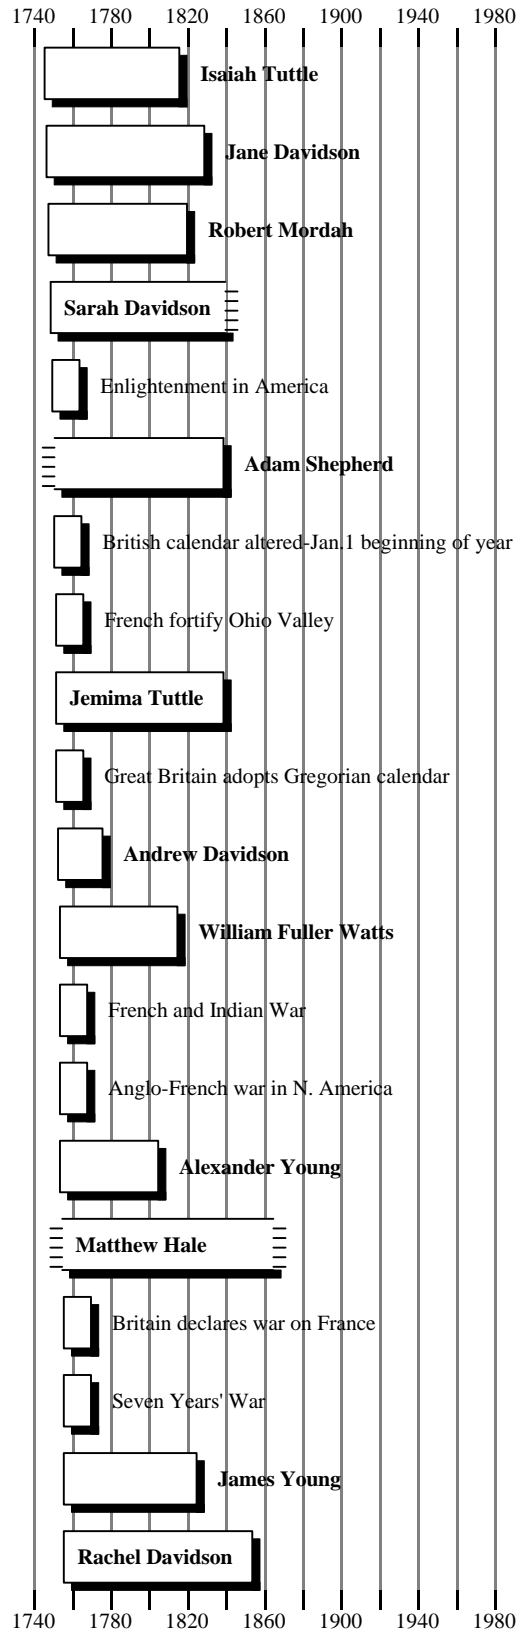 1740 1780 1820 1860 1900 1940 1980
Isaiah Tuttle
Jane Davidson
Robert Mordah
Sarah Davidson
Enlightenment in America
Adam Shepherd
British calendar altered-Jan.1 beginning of year
French fortify Ohio Valley
Jemima Tuttle
Great Britain adopts Gregorian calendar
Andrew Davidson
William Fuller Watts
French and Indian War
Anglo-French war in N. America
Alexander Young
Matthew Hale
Britain declares war on France
Seven Years' War
James Young
Rachel Davidson
1740 1780 1820 1860 1900 1940 1980